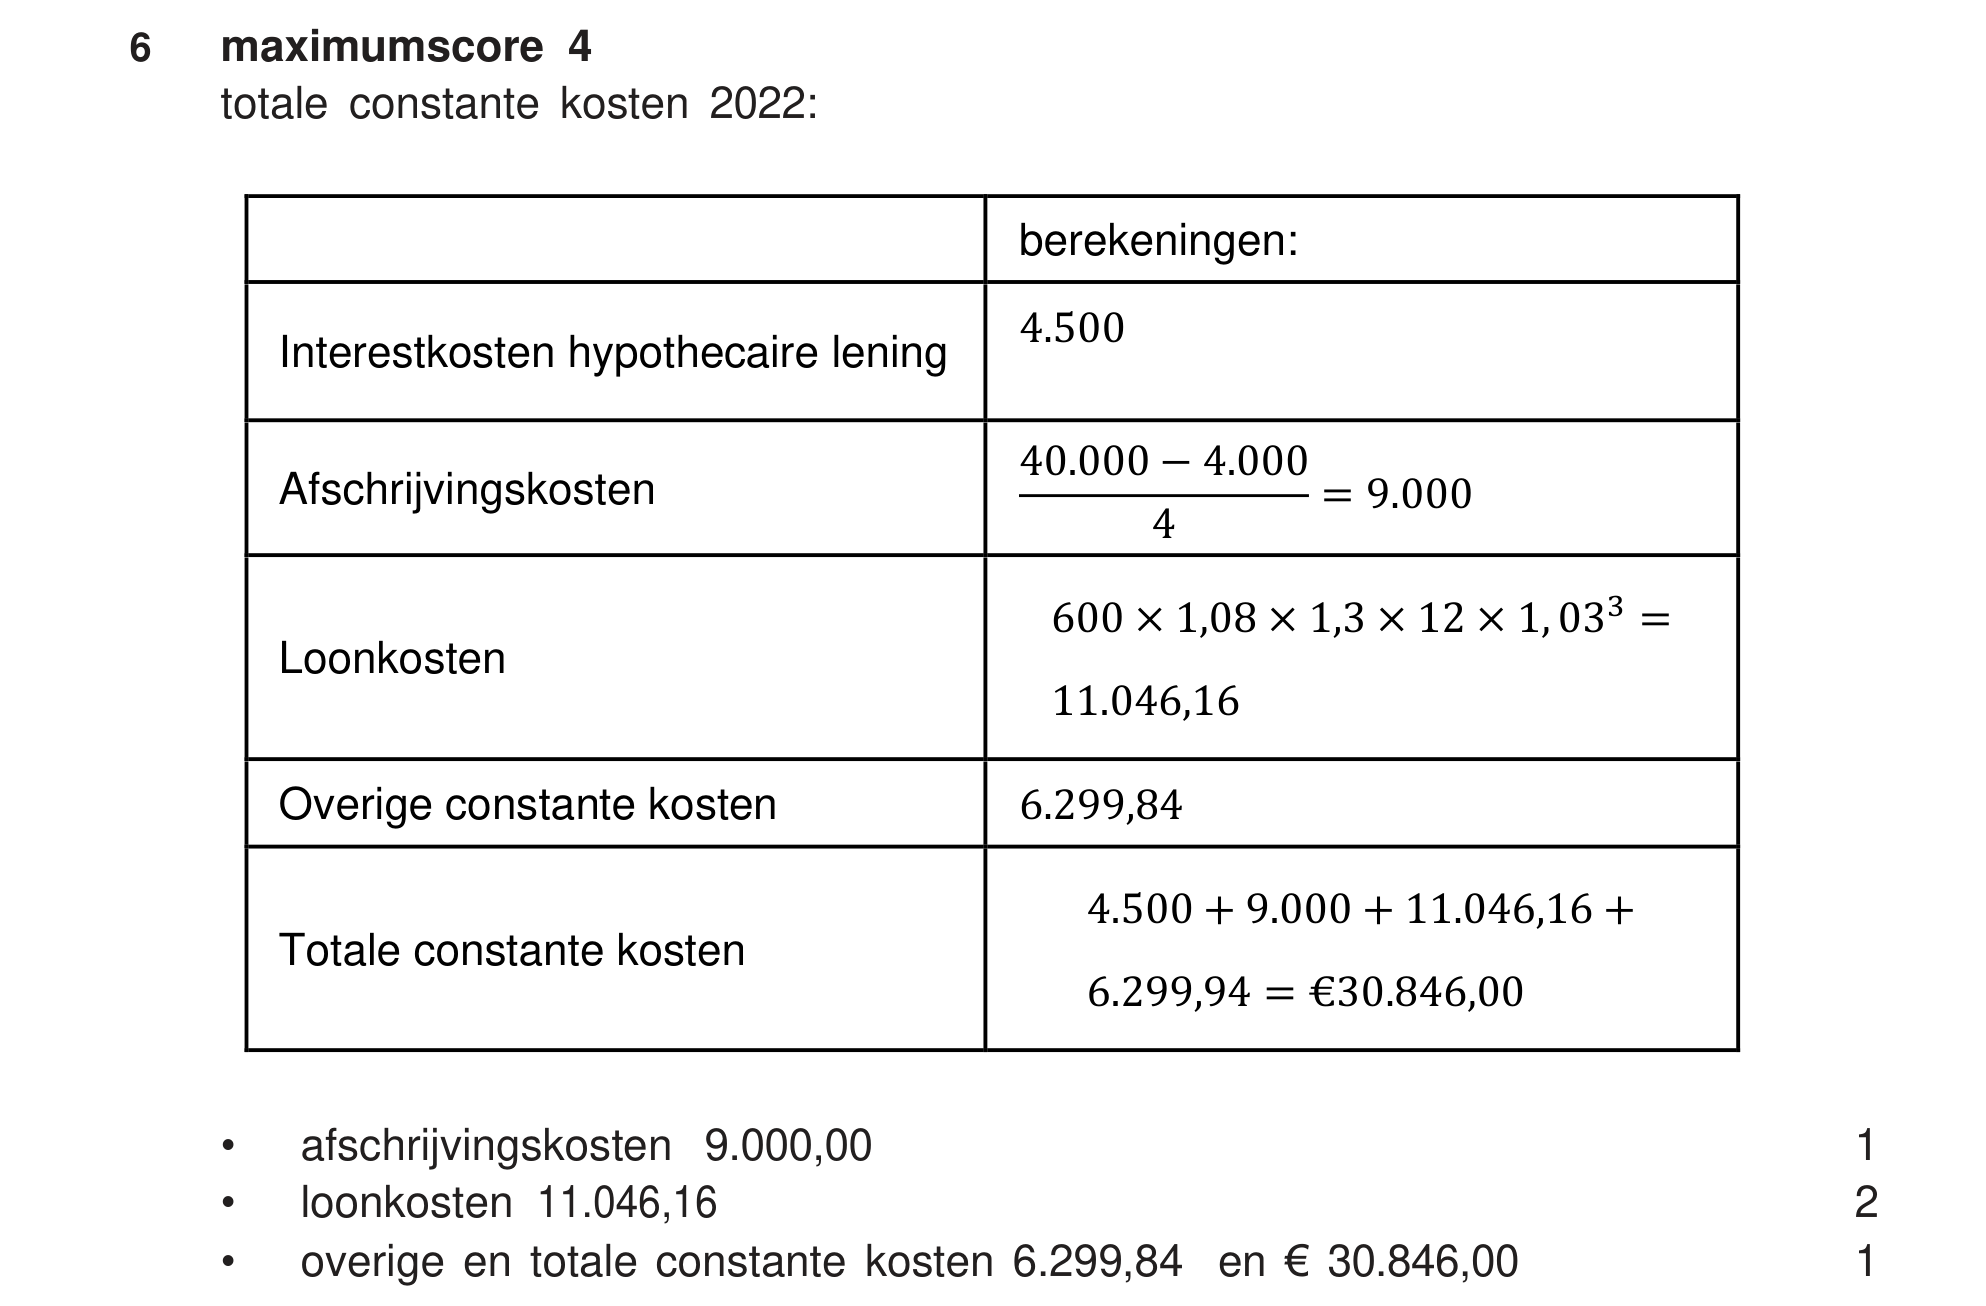 6 maximumscore 4
totale constante kosten 2022:
berekeningen:
Interestkosten hypothecaire lening 4.500
Afschrijvingskosten (40.000 − 4.000)/4 = 9.000
Loonkosten 600 × 1,08 × 1,3 × 12 × 1,03³ =
11.046,16
Overige constante kosten 6.299,84
Totale constante kosten 4.500 + 9.000 + 11.046,16 +
6.299,94 = €30.846,00
• afschrijvingskosten 9.000,00 1
• loonkosten 11.046,16 2
• overige en totale constante kosten 6.299,84 en € 30.846,00 1